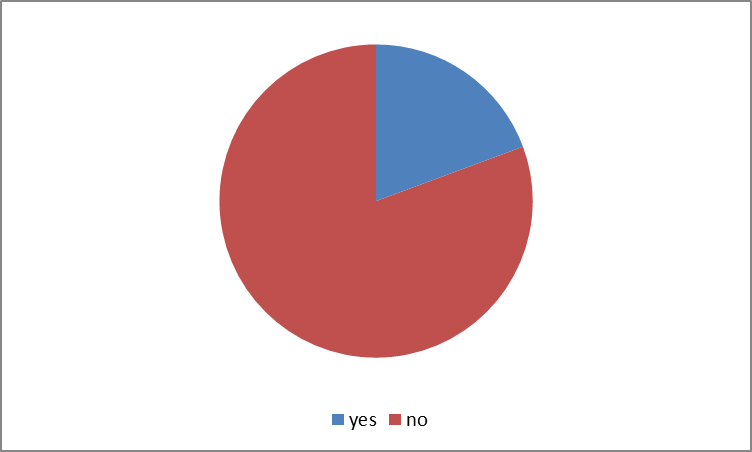 yes no